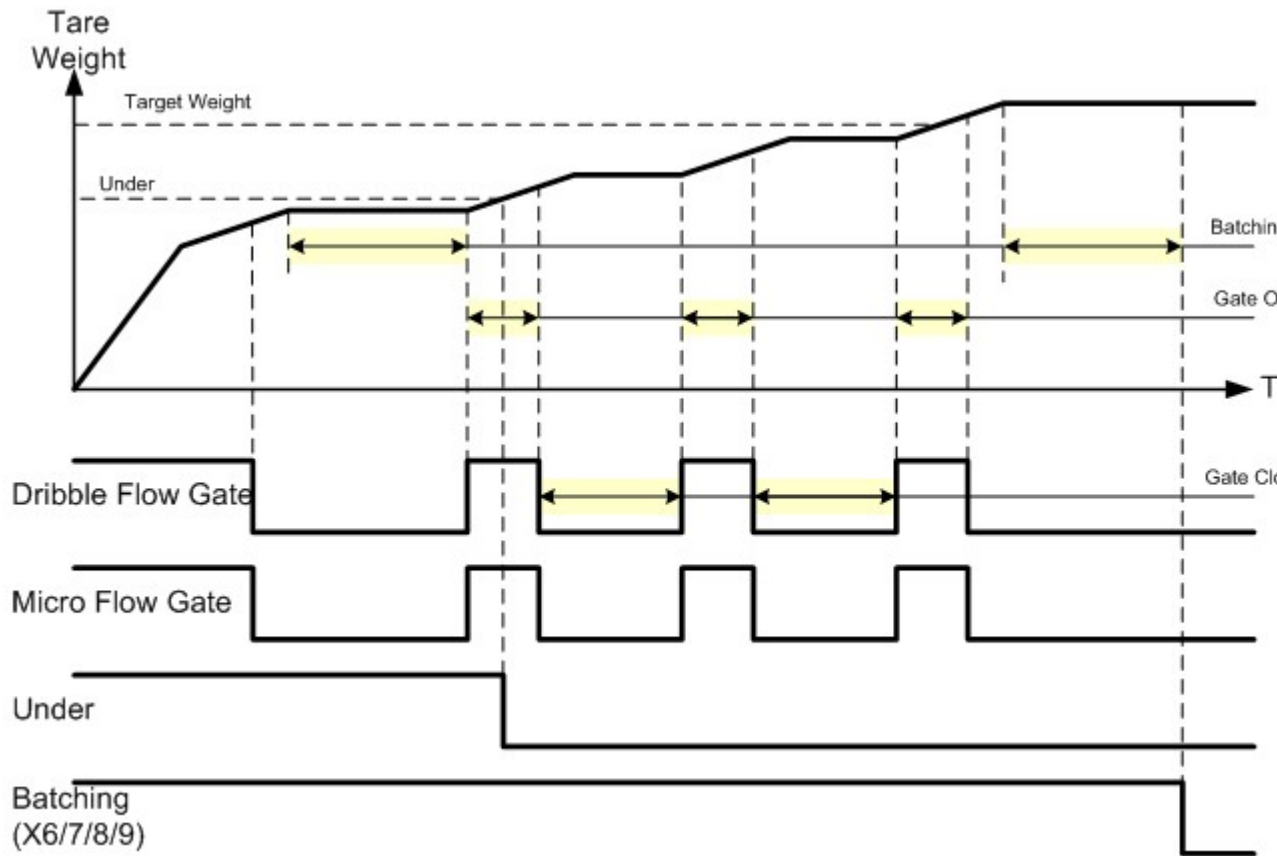 Tare
Weight
Target Weight
Under
Batchin
Gate O
T
Dribble Flow Gate
Gate Clo
Micro Flow Gate
Under
Batching
(X6/7/8/9)